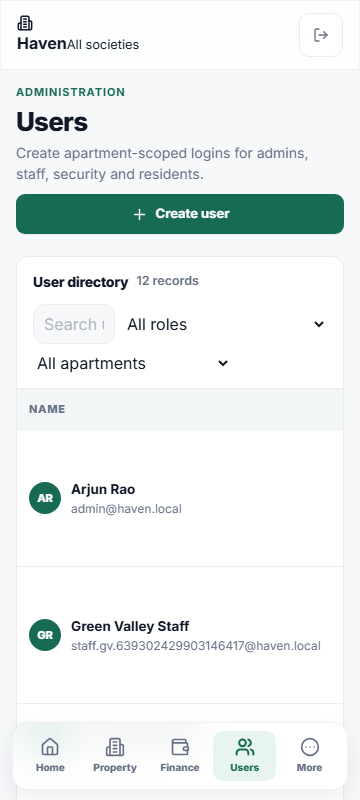 HavenAll societies
ADMINISTRATION
Users
Create apartment-scoped logins for admins,
staff, security and residents.
Create user
User directory 12 records
Search All roles
All apartments
NAME
AR Arjun Rao
admin@haven.local
GR Green Valley Staff
staff.gv.639302429903146417@haven.local
Home Property Finance Users More